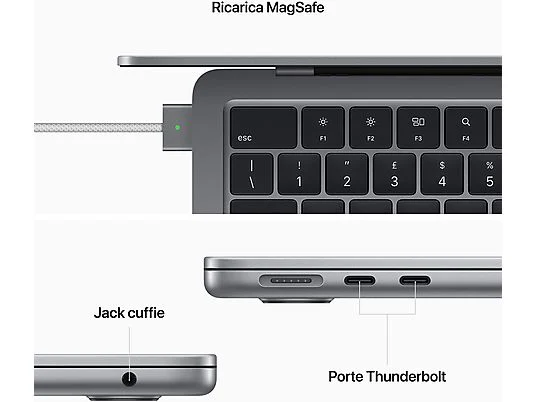 Ricarica MagSafe
esc F1 F2 F3 F4
| ! " £ $ %
\ 1 2 3 4 5
Jack cuffie
Porte Thunderbolt